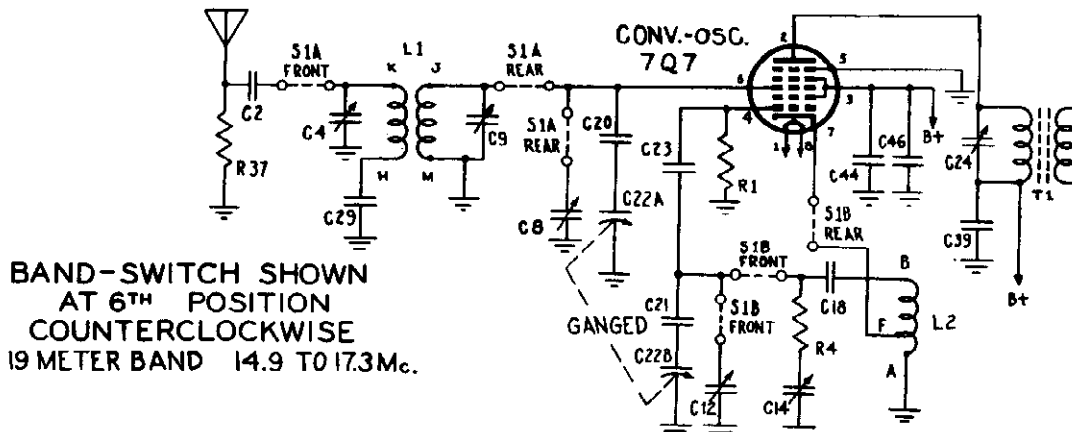 L1
S1A
FRONT
K
J
S1A
REAR
CONV.-OSC.
7Q7
2
5
6
3
4
1
8
7
C2
C4
C9
S1A
REAR
C20
C23
R1
C44
C46
B+
C24
T1
R37
H
M
C29
C8
C22A
S1B
REAR
C39
B+
S1B
FRONT
B
C18
F
L2
A
C21
S1B
FRONT
R4
GANGED
C22B
C12
C14
BAND-SWITCH SHOWN
AT 6TH POSITION
COUNTERCLOCKWISE
19 METER BAND 14.9 TO 17.3 Mc.